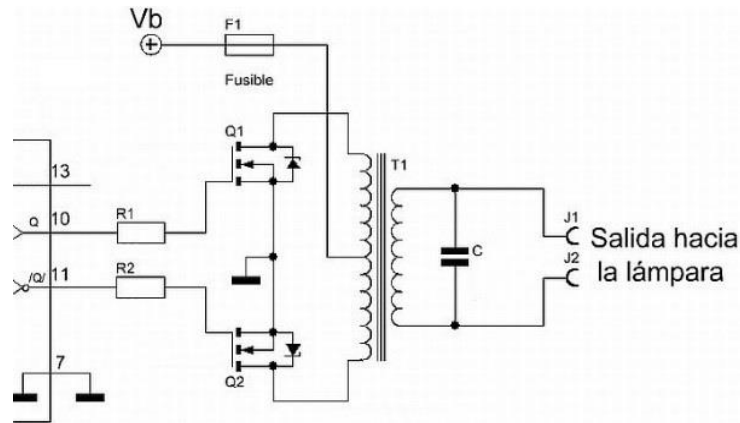 Vb
F1
Fusible
Q1
T1
13
Q
10
R1
J1
Salida hacia
C
J2
la lámpara
/Q/
11
R2
7
Q2